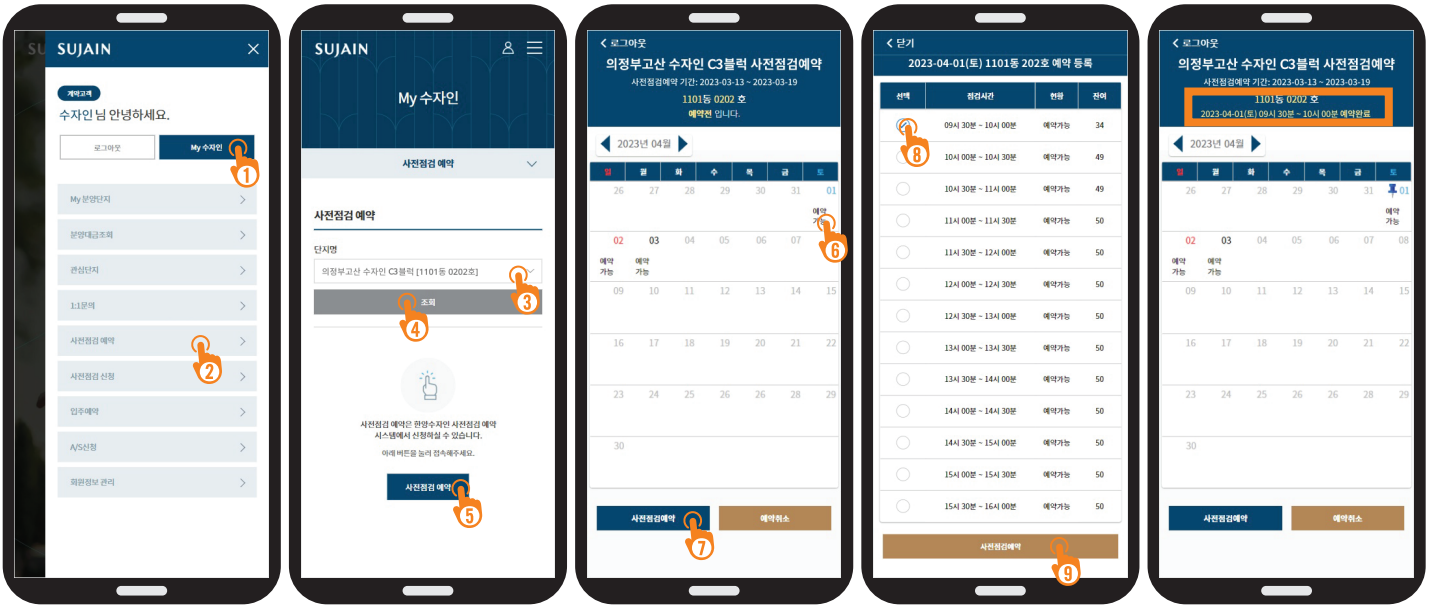 SU
SUJAIN
계약고객
수자인 님 안녕하세요.
로그아웃
My 수자인
1
My 분양단지
분양대금조회
관심단지
1:1문의
사전점검 예약
2
사전점검 신청
입주예약
A/S신청
회원정보 관리
SUJAIN
My 수자인
사전점검 예약
사전점검 예약
단지명
의정부고산 수자인 C3블럭 [1101동 0202호]
3
조회
4
사전점검 예약은 한양수자인 사전점검 예약
시스템에서 신청하실 수 있습니다.
아래 버튼을 눌러 접속해주세요.
사전점검 예약
5
로그아웃
의정부고산 수자인 C3블럭 사전점검예약
사전점검예약 기간: 2023-03-13 ~ 2023-03-19
1101동 0202 호
예약전 입니다.
2023년 04월
일 월 화 수 목 금 토
26 27 28 29 30 31 01
예약
가능
6
02 03 04 05 06 07
예약 예약
가능 가능
09 10 11 12 13 14 15
16 17 18 19 20 21 22
23 24 25 26 26 28 29
30
사전점검예약 예약취소
7
닫기
2023-04-01(토) 1101동 202호 예약 등록
선택 점검시간 현황 잔여
09시 30분 ~ 10시 00분 예약가능 34
8
10시 00분 ~ 10시 30분 예약가능 49
10시 30분 ~ 11시 00분 예약가능 49
11시 00분 ~ 11시 30분 예약가능 50
11시 30분 ~ 12시 00분 예약가능 50
12시 00분 ~ 12시 30분 예약가능 50
12시 30분 ~ 13시 00분 예약가능 50
13시 00분 ~ 13시 30분 예약가능 50
13시 30분 ~ 14시 00분 예약가능 50
14시 00분 ~ 14시 30분 예약가능 50
14시 30분 ~ 15시 00분 예약가능 50
15시 00분 ~ 15시 30분 예약가능 50
15시 30분 ~ 16시 00분 예약가능 50
사전점검예약
9
로그아웃
의정부고산 수자인 C3블럭 사전점검예약
사전점검예약 기간: 2023-03-13 ~ 2023-03-19
1101동 0202 호
2023-04-01(토) 09시 30분 ~ 10시 00분 예약완료
2023년 04월
일 월 화 수 목 금 토
26 27 28 29 30 31 01
예약
가능
02 03 04 05 06 07 08
예약 예약
가능 가능
09 10 11 12 13 14 15
16 17 18 19 20 21 22
23 24 25 26 26 28 29
30
사전점검예약 예약취소